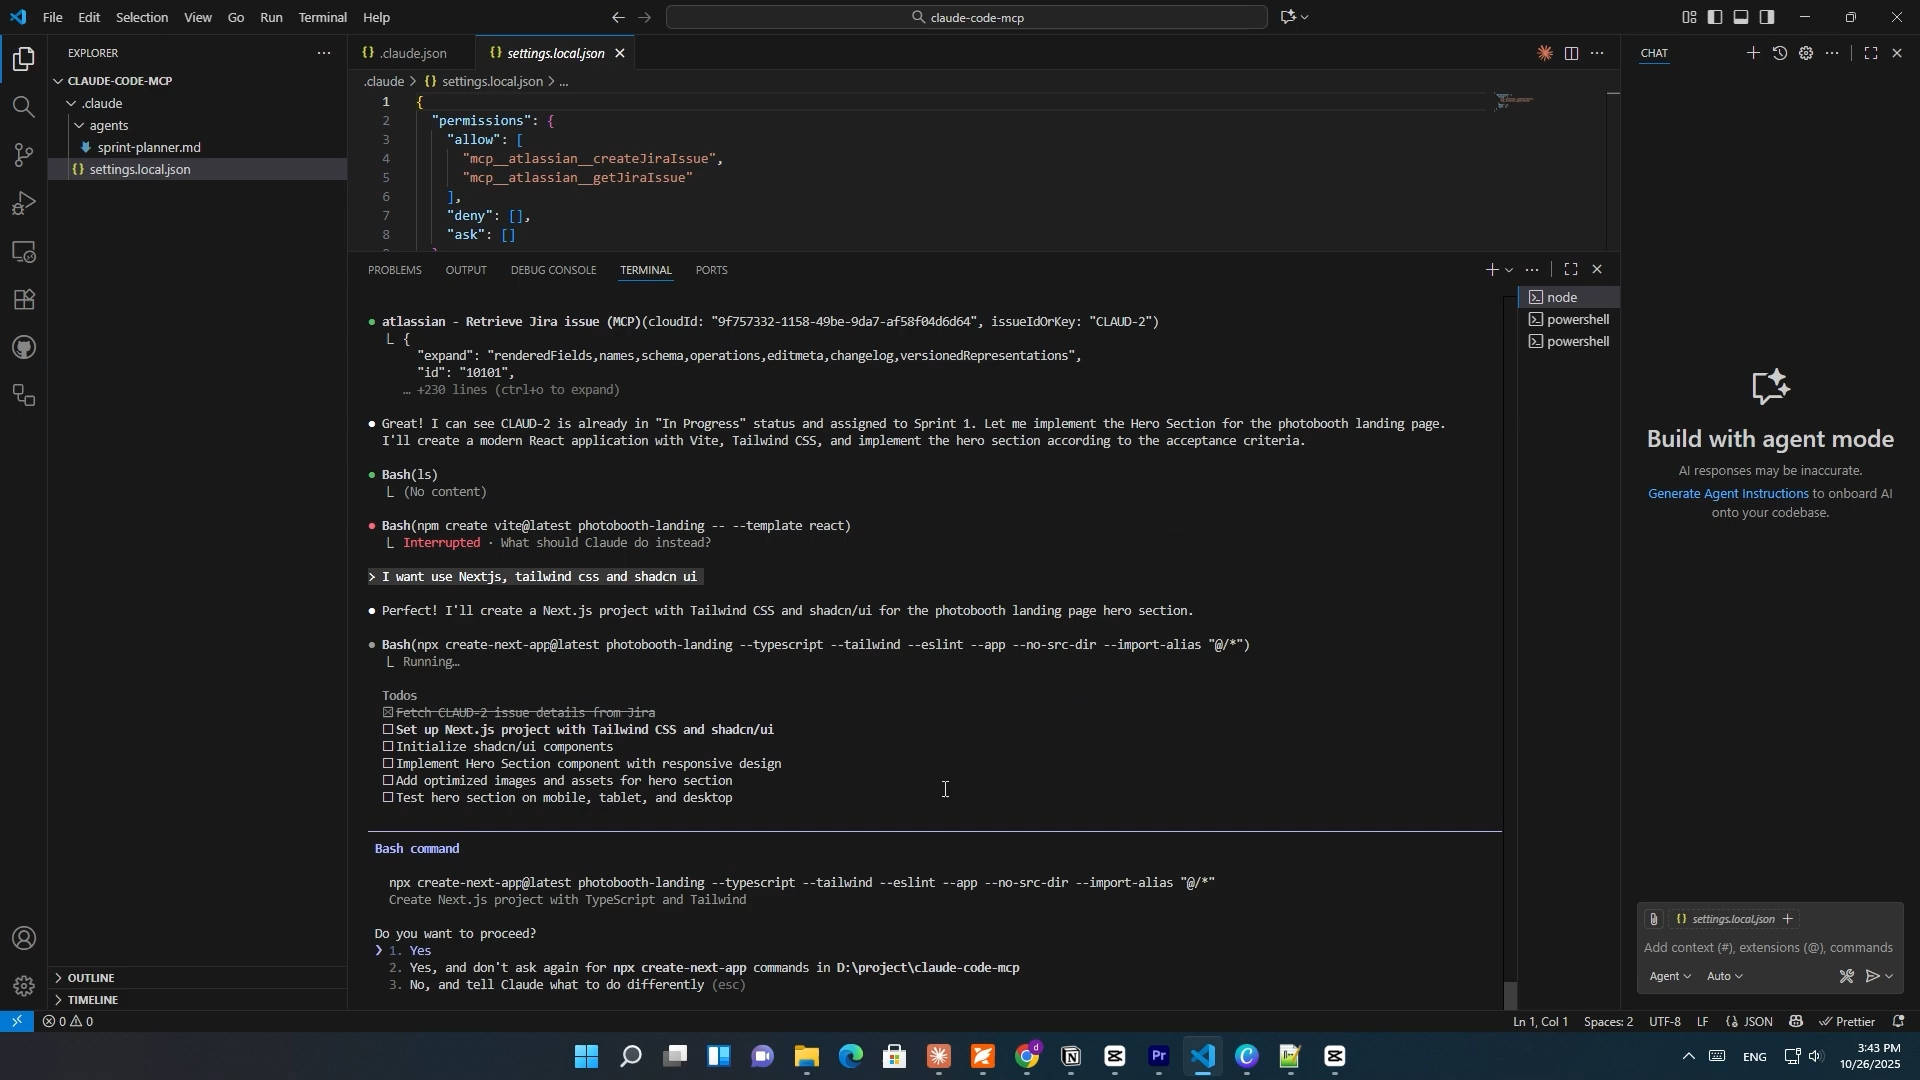 File Edit Selection View Go Run Terminal Help
claude-code-mcp
EXPLORER
CLAUDE-CODE-MCP
.claude
agents
sprint-planner.md
{} settings.local.json
OUTLINE
TIMELINE
{} .claude.json
{} settings.local.json
.claude > {} settings.local.json > ...
1 {
2 "permissions": {
3 "allow": [
4 "mcp__atlassian__createJiraIssue",
5 "mcp__atlassian__getJiraIssue"
6 ],
7 "deny": [],
8 "ask": []
PROBLEMS OUTPUT DEBUG CONSOLE TERMINAL PORTS
node
powershell
powershell
● atlassian - Retrieve Jira issue (MCP)(cloudId: "9f757332-1158-49be-9da7-af58f04d6d64", issueIdOrKey: "CLAUD-2")
{
"expand": "renderedFields,names,schema,operations,editmeta,changelog,versionedRepresentations",
"id": "10101",
… +230 lines (ctrl+o to expand)
● Great! I can see CLAUD-2 is already in "In Progress" status and assigned to Sprint 1. Let me implement the Hero Section for the photobooth landing page.
I'll create a modern React application with Vite, Tailwind CSS, and implement the hero section according to the acceptance criteria.
● Bash(ls)
(No content)
● Bash(npm create vite@latest photobooth-landing -- --template react)
Interrupted · What should Claude do instead?
> I want use Nextjs, tailwind css and shadcn ui
● Perfect! I'll create a Next.js project with Tailwind CSS and shadcn/ui for the photobooth landing page hero section.
● Bash(npx create-next-app@latest photobooth-landing --typescript --tailwind --eslint --app --no-src-dir --import-alias "@/*")
Running…
Todos
☒ Fetch CLAUD-2 issue details from Jira
☐ Set up Next.js project with Tailwind CSS and shadcn/ui
☐ Initialize shadcn/ui components
☐ Implement Hero Section component with responsive design
☐ Add optimized images and assets for hero section
☐ Test hero section on mobile, tablet, and desktop
Bash command
npx create-next-app@latest photobooth-landing --typescript --tailwind --eslint --app --no-src-dir --import-alias "@/*"
Create Next.js project with TypeScript and Tailwind
Do you want to proceed?
❯ 1. Yes
2. Yes, and don't ask again for npx create-next-app commands in D:\project\claude-code-mcp
3. No, and tell Claude what to do differently (esc)
CHAT
Build with agent mode
AI responses may be inaccurate.
Generate Agent Instructions to onboard AI
onto your codebase.
{} settings.local.json +
Add context (#), extensions (@), commands
Agent Auto
0 0
Ln 1, Col 1 Spaces: 2 UTF-8 LF {} JSON Prettier
d
Pr
ENG
3:43 PM
10/26/2025